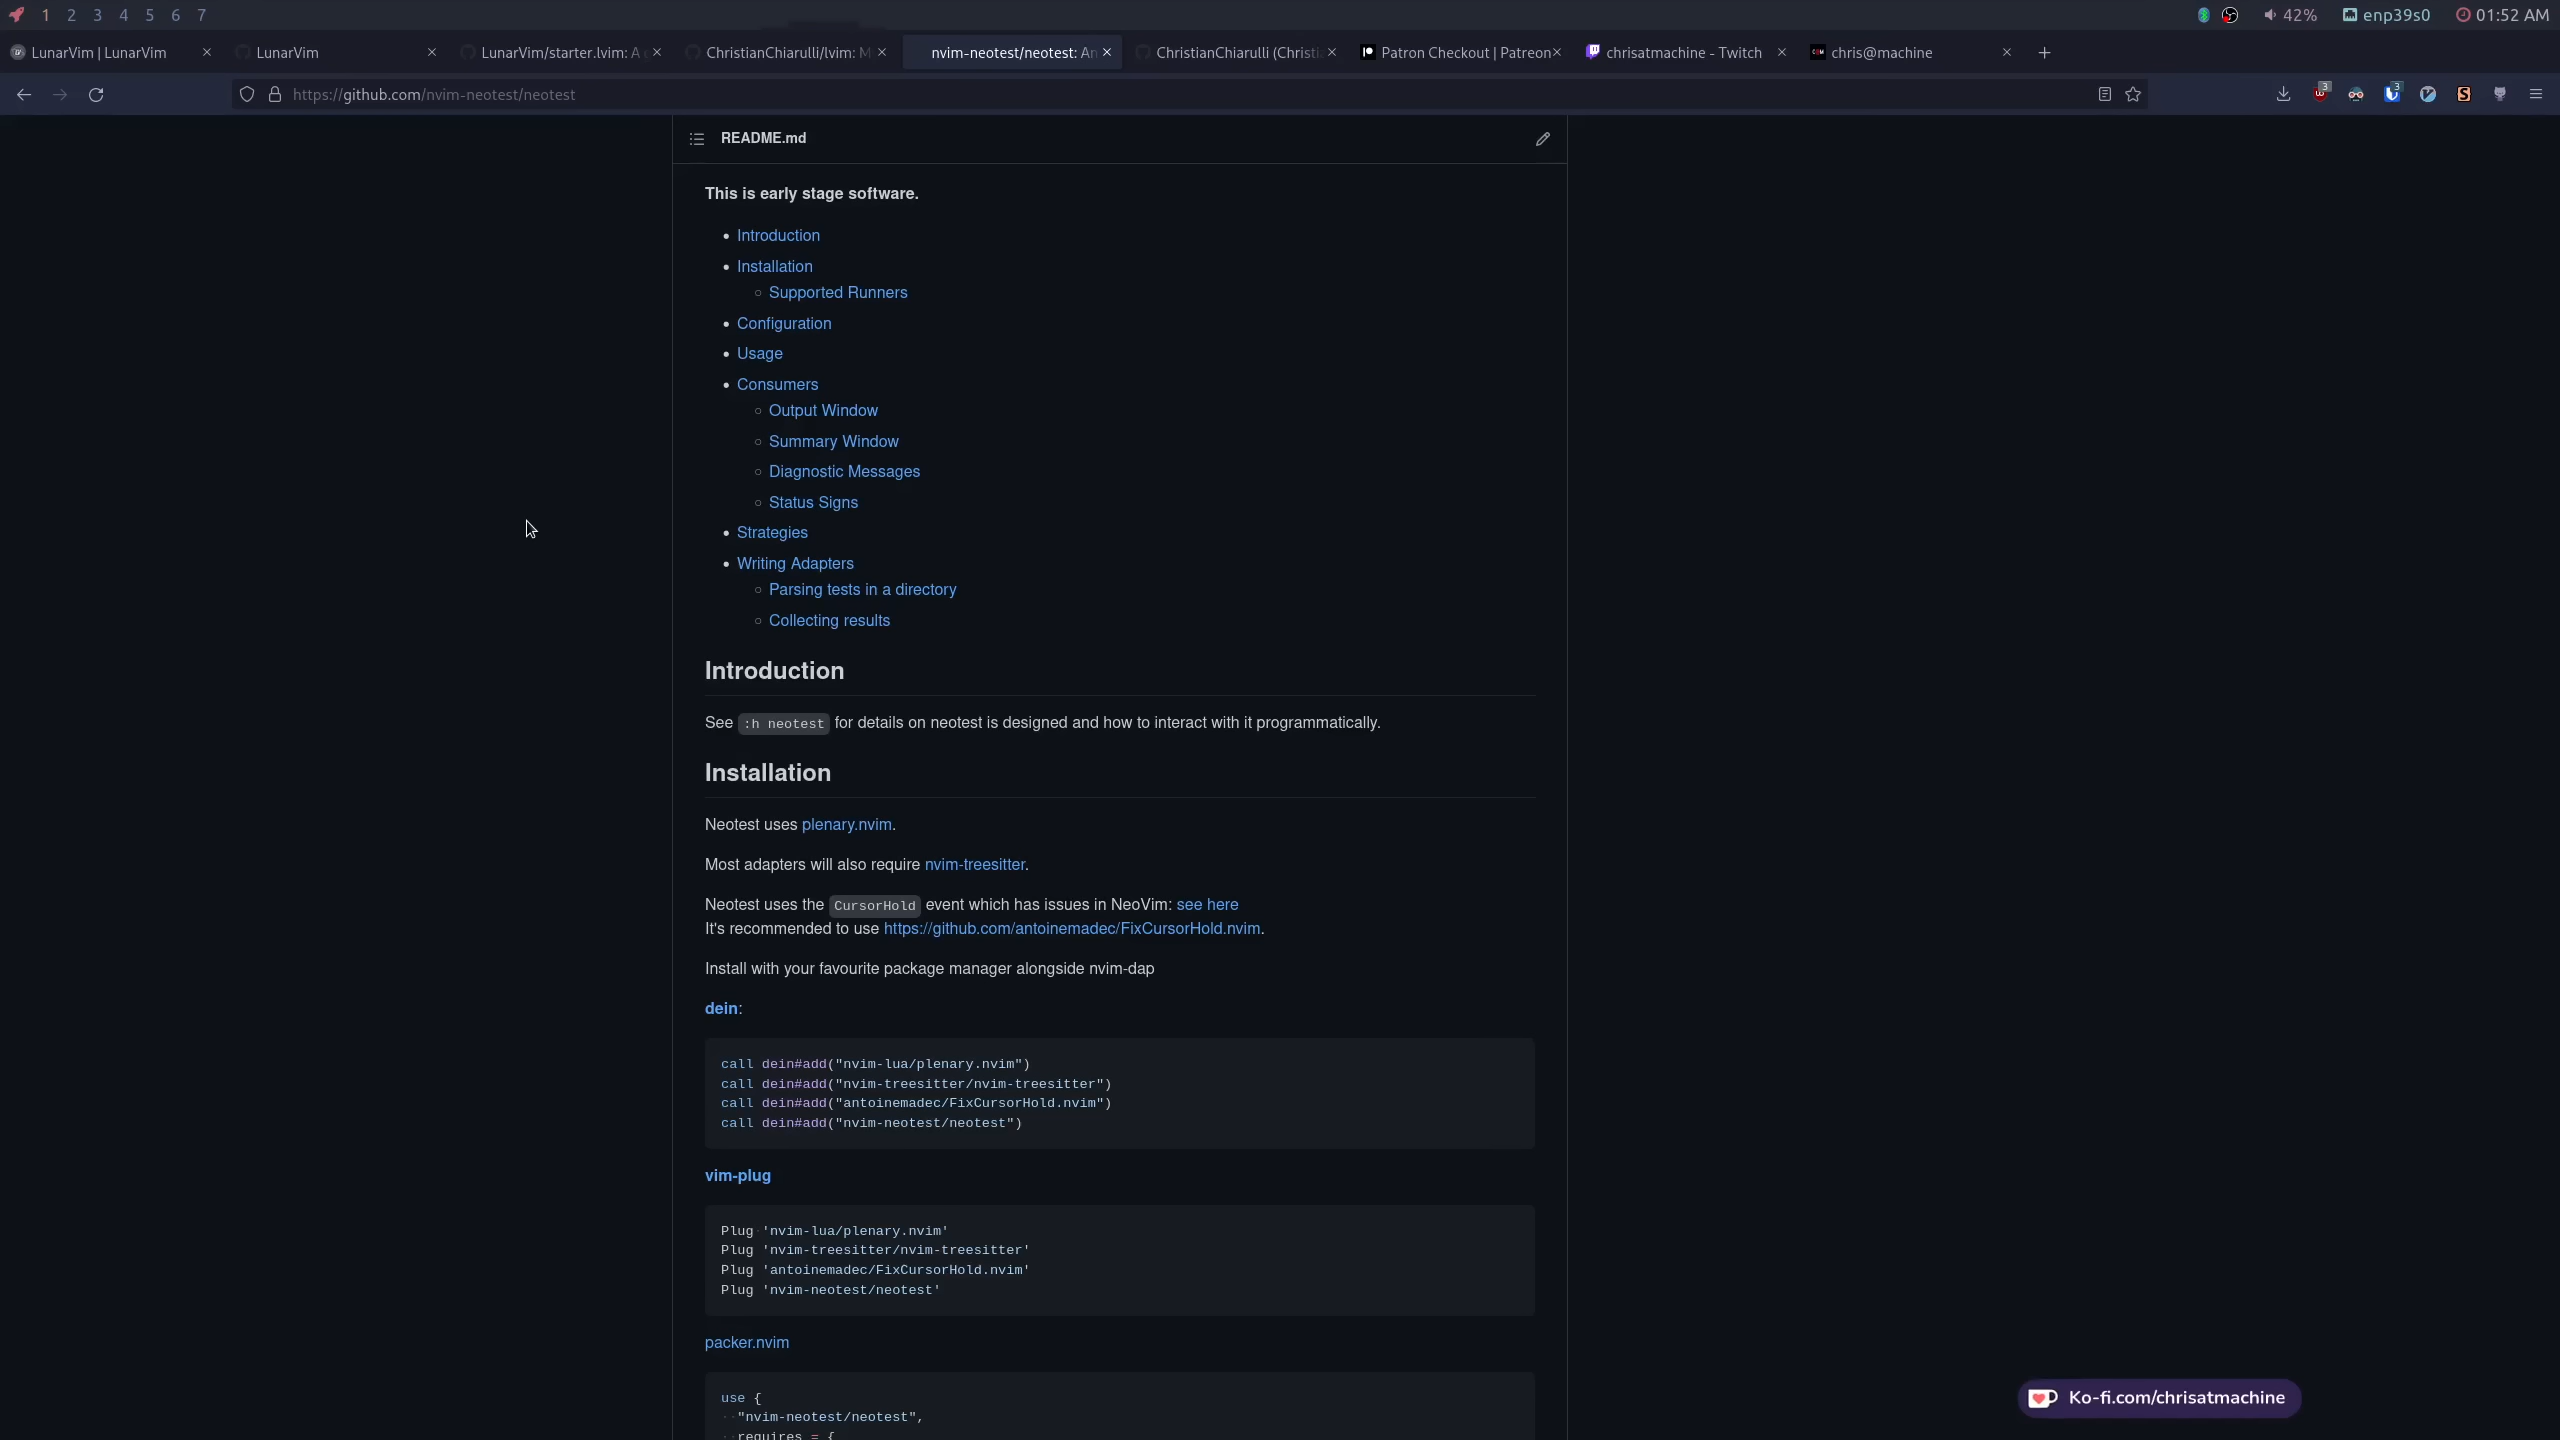 1 2 3 4 5 6 7
42% enp39s0 01:52 AM
LunarVim | LunarVim
LunarVim
LunarVim/starter.lvim: A
ChristianChiarulli/lvim: M
nvim-neotest/neotest: An
ChristianChiarulli (Christi
Patron Checkout | Patreon
chrisatmachine - Twitch
chris@machine
https://github.com/nvim-neotest/neotest
3
3
README.md
This is early stage software.
Introduction
Installation
Supported Runners
Configuration
Usage
Consumers
Output Window
Summary Window
Diagnostic Messages
Status Signs
Strategies
Writing Adapters
Parsing tests in a directory
Collecting results
Introduction
See :h neotest for details on neotest is designed and how to interact with it programmatically.
Installation
Neotest uses plenary.nvim.
Most adapters will also require nvim-treesitter.
Neotest uses the CursorHold event which has issues in NeoVim: see here
It's recommended to use https://github.com/antoinemadec/FixCursorHold.nvim.
Install with your favourite package manager alongside nvim-dap
dein:
call dein#add("nvim-lua/plenary.nvim")
call dein#add("nvim-treesitter/nvim-treesitter")
call dein#add("antoinemadec/FixCursorHold.nvim")
call dein#add("nvim-neotest/neotest")
vim-plug
Plug 'nvim-lua/plenary.nvim'
Plug 'nvim-treesitter/nvim-treesitter'
Plug 'antoinemadec/FixCursorHold.nvim'
Plug 'nvim-neotest/neotest'
packer.nvim
use {
"nvim-neotest/neotest",
requires = {
Ko-fi.com/chrisatmachine